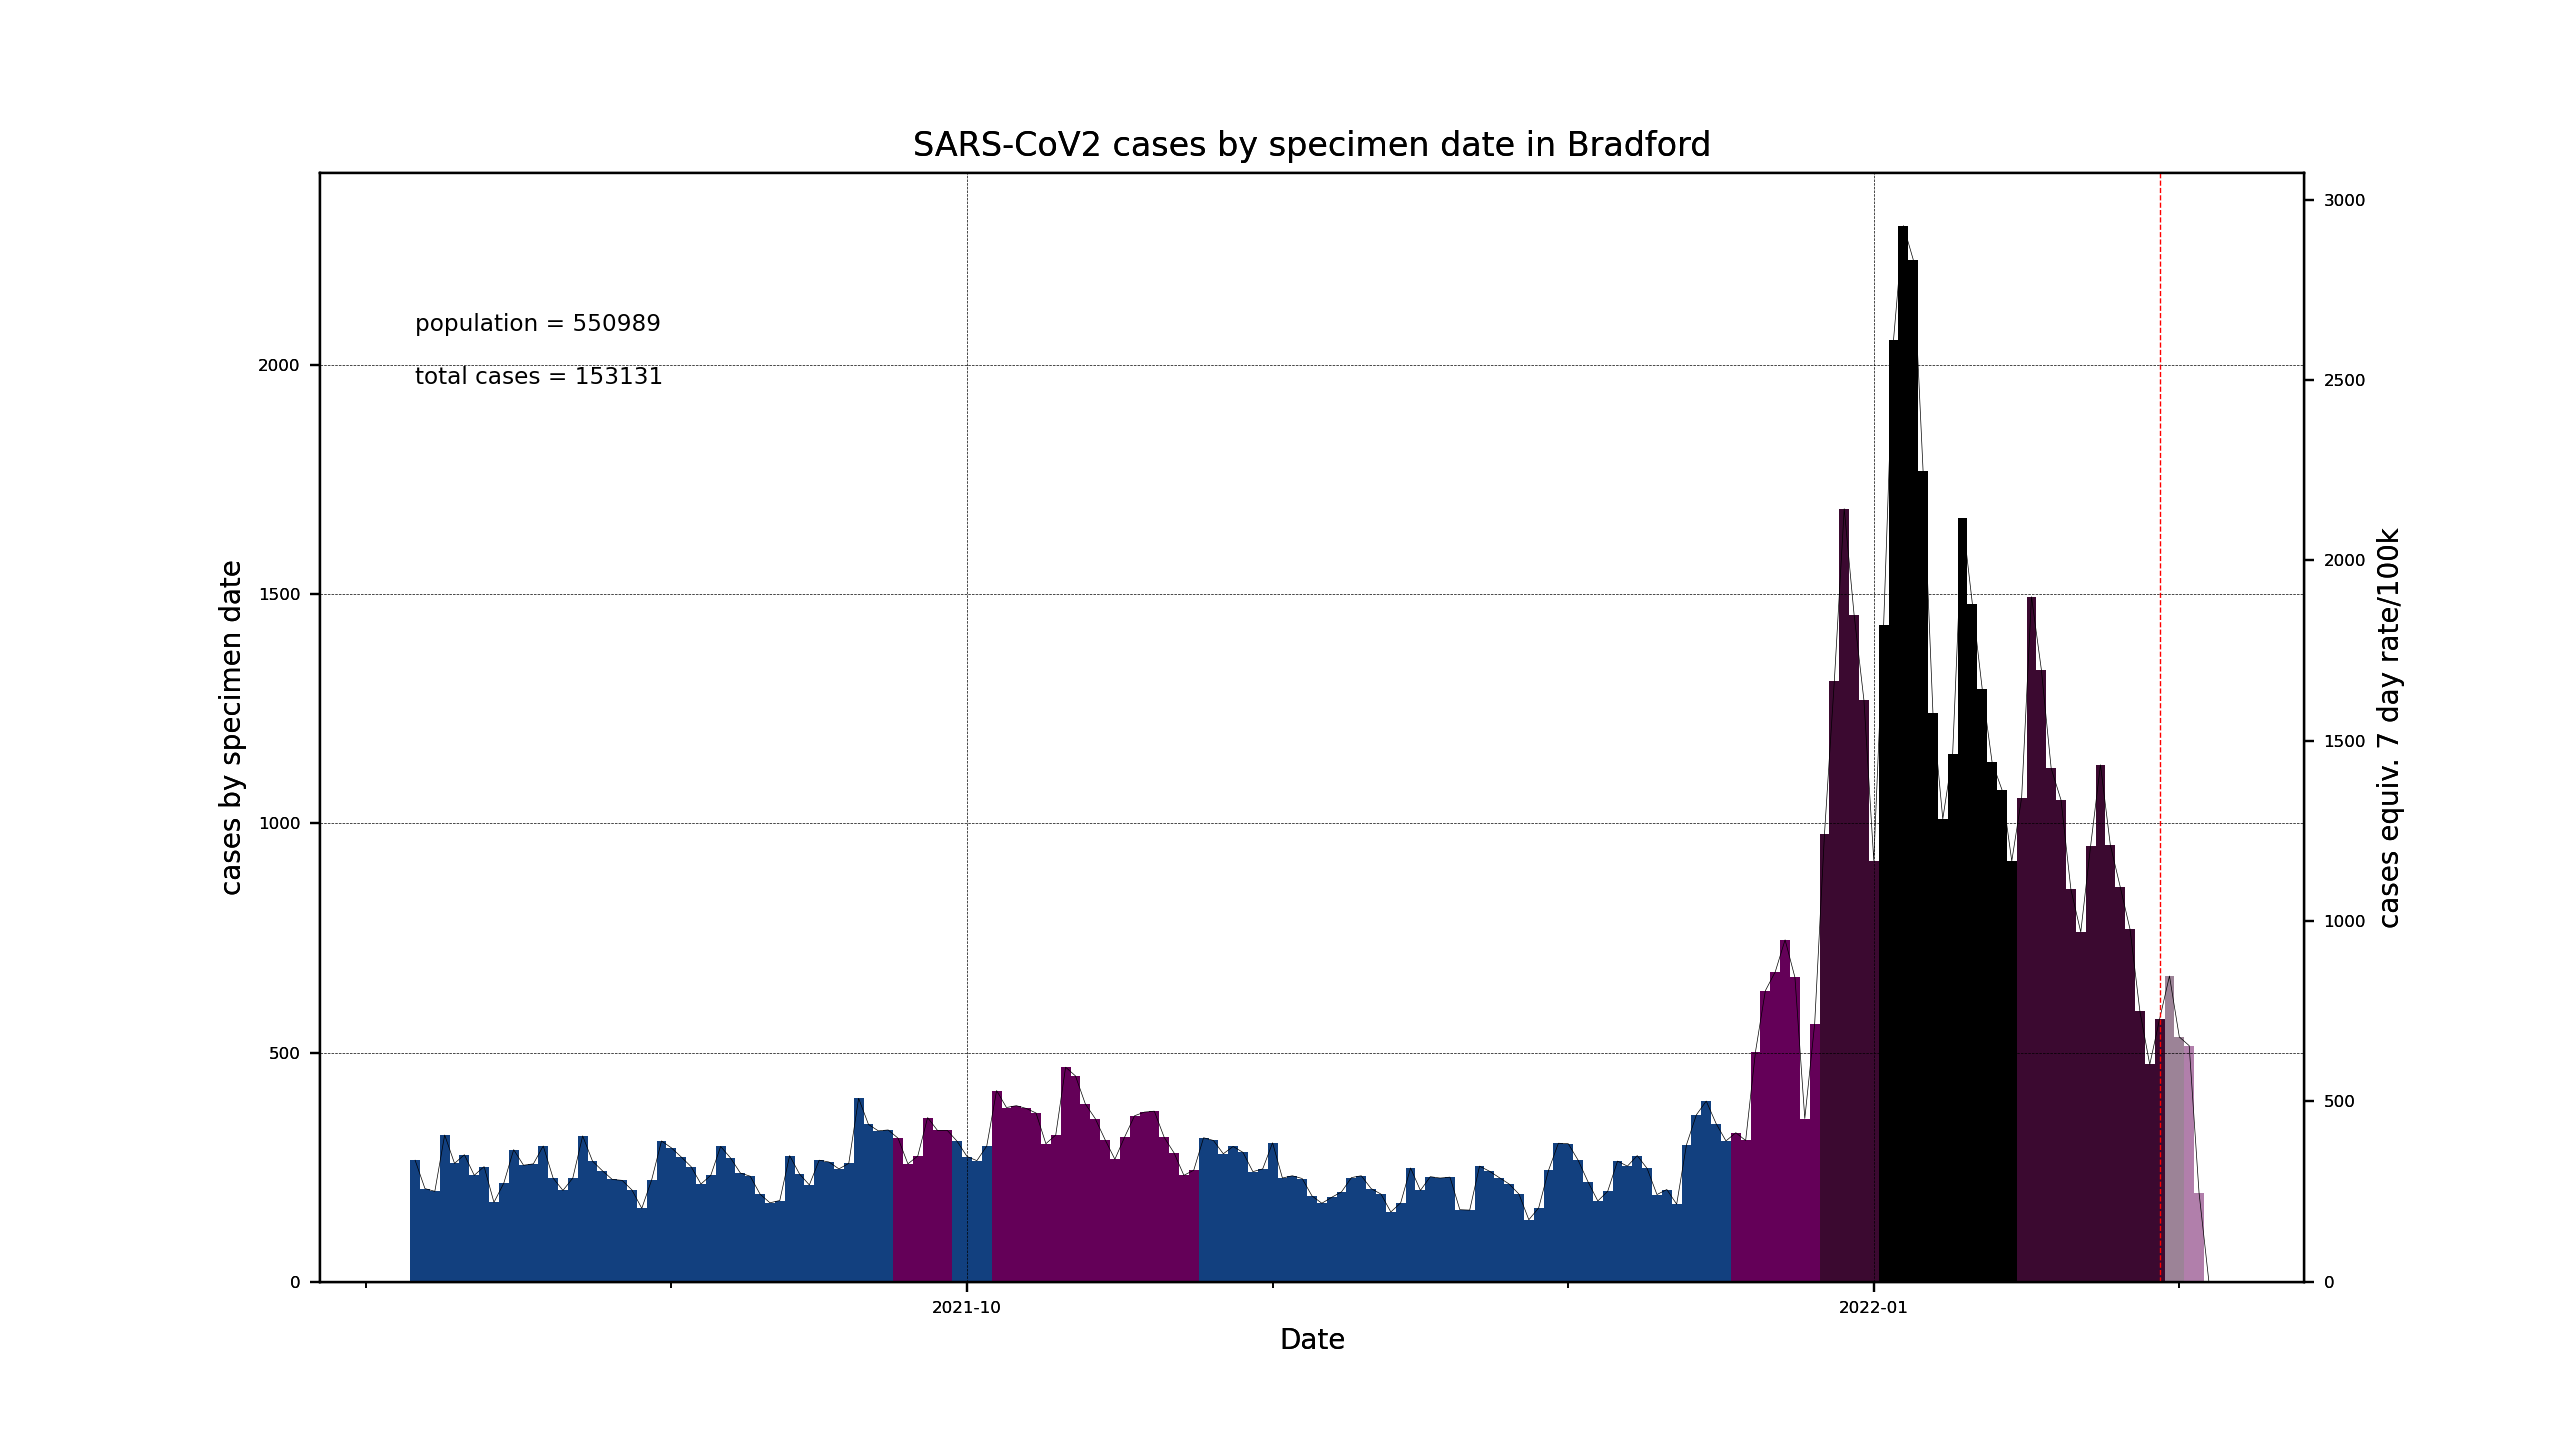 SARS-CoV2 cases by specimen date in Bradford
population = 550989
total cases = 153131
cases by specimen date
2000
1500
1000
500
0
3000
2500
2000
1500
1000
500
0
cases equiv. 7 day rate/100k
2021-10
2022-01
Date